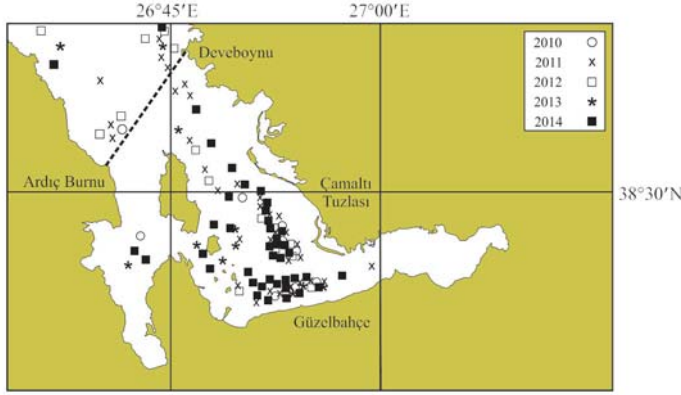 26°45'E 27°00'E
Deveboynu
2010
2011
2012
2013
2014
Ardıç Burnu
Çamaltı
Tuzlası
38°30'N
Güzelbahçe